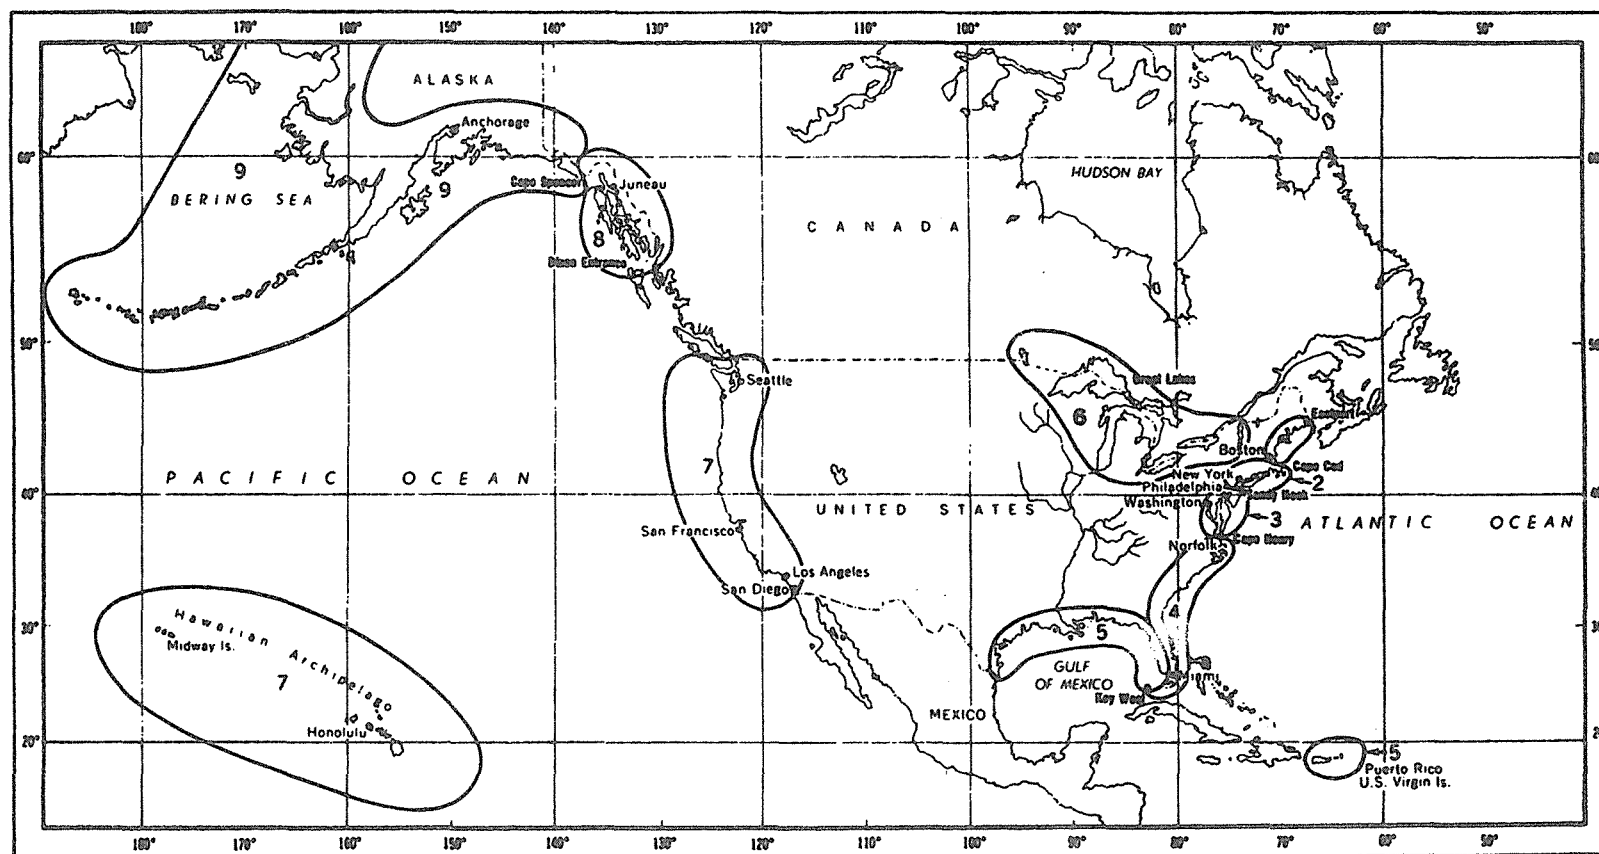 180° 170° 160° 150° 140° 130° 120° 110° 100° 90° 80° 70° 60° 50°
ALASKA
Anchorage
60°
9
BERING SEA
9
Cape Spencer
Juneau
8
Dixon Entrance
HUDSON BAY
CANADA
50°
Seattle
Great Lakes
6
Eastport
Boston
Cape Cod
7
PACIFIC OCEAN
New York
2
Philadelphia
Sandy Hook
40°
Washington
UNITED STATES
3
ATLANTIC OCEAN
San Francisco
Cape Henry
Norfolk
Los Angeles
San Diego
4
30°
5
Hawaiian Archipelago
Midway Is.
7
GULF
OF MEXICO
Miami
Key West
Honolulu
MEXICO
20°
5
Puerto Rico
U.S. Virgin Is.
180° 170° 160° 150° 140° 130° 120° 110° 100° 90° 80° 70° 60° 50°